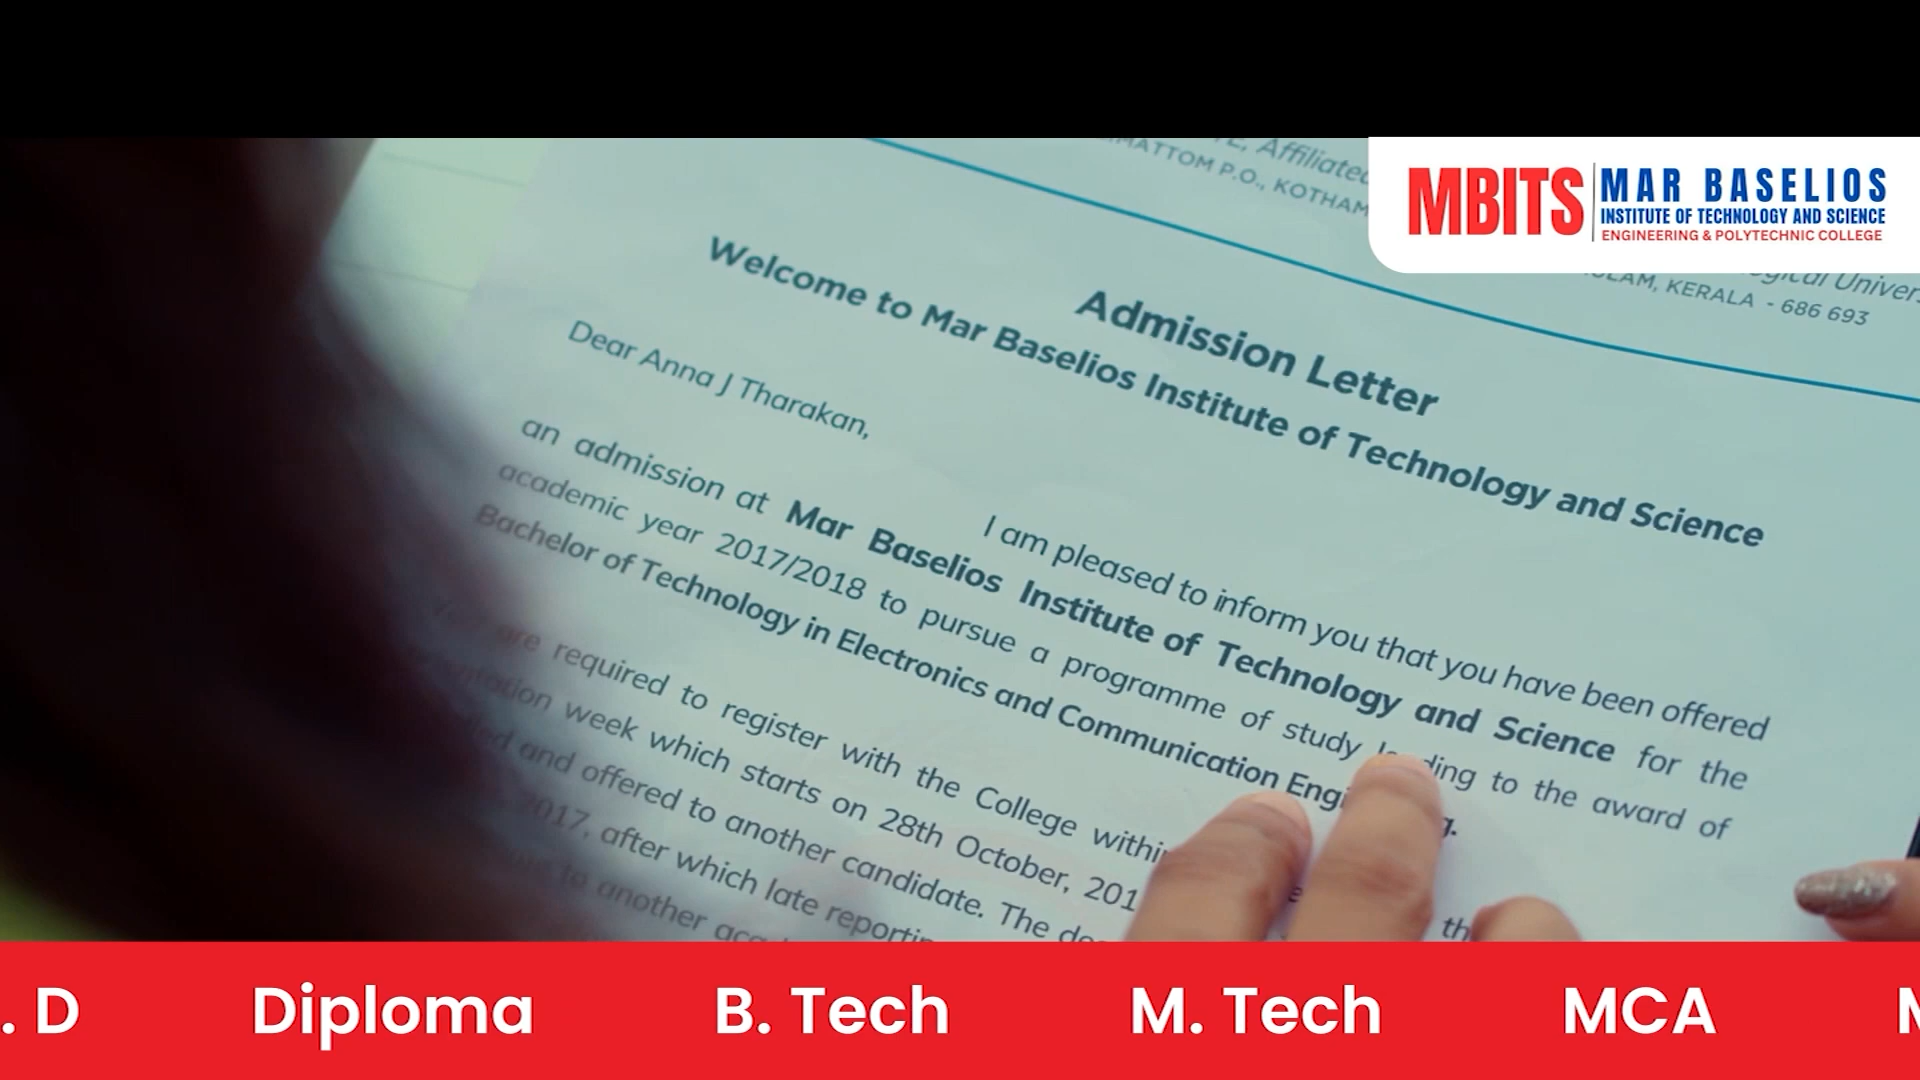 MBITS
MAR BASELIOS
INSTITUTE OF TECHNOLOGY AND SCIENCE
ENGINEERING & POLYTECHNIC COLLEGE
Affiliated
P.O.,
KERALA - 686 693
Admission Letter
Welcome to Mar Baselios Institute of Technology and Science
Dear Anna J Tharakan,
I am pleased to inform you that you have been offered
an admission at Mar Baselios Institute of Technology and Science for the
academic year 2017/2018 to pursue a programme of study to the award of
Bachelor of Technology in Electronics and Communication
are required to register with the College
week which starts on 28th October,
and offered to another candidate. The
2017, after which late
to another
. D Diploma B. Tech M. Tech MCA